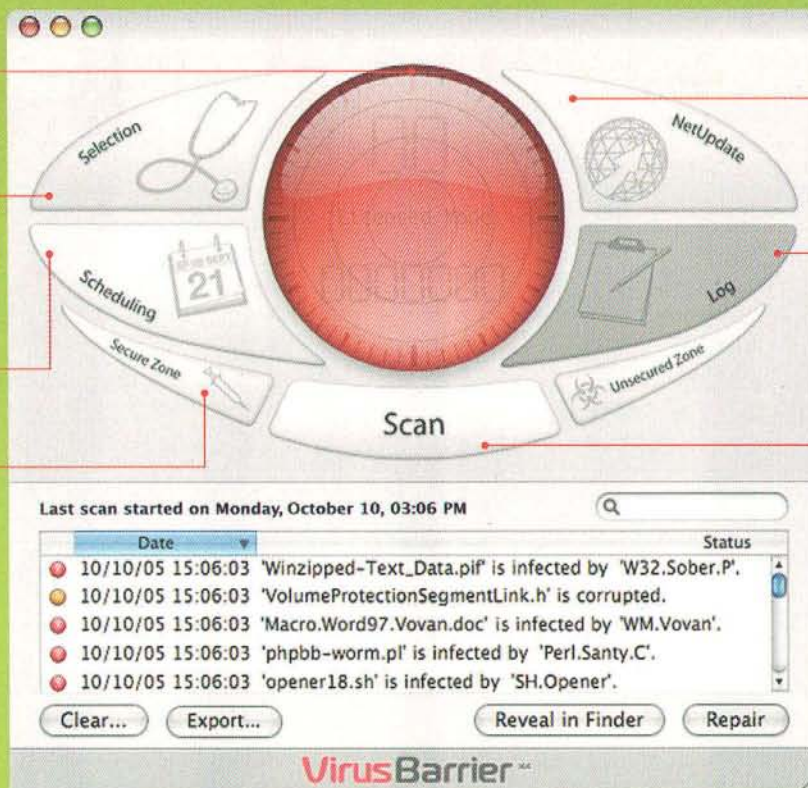 Selection
NetUpdate
SEPT
21
Scheduling
Log
Secure Zone
Unsecured Zone
Scan
Last scan started on Monday, October 10, 03:06 PM
Date Status
10/10/05 15:06:03 'Winzipped-Text_Data.pif' is infected by 'W32.Sober.P'.
10/10/05 15:06:03 'VolumeProtectionSegmentLink.h' is corrupted.
10/10/05 15:06:03 'Macro.Word97.Vovan.doc' is infected by 'WM.Vovan'.
10/10/05 15:06:03 'phpbb-worm.pl' is infected by 'Perl.Santy.C'.
10/10/05 15:06:03 'opener18.sh' is infected by 'SH.Opener'.
Clear... Export... Reveal in Finder Repair
VirusBarrier X4